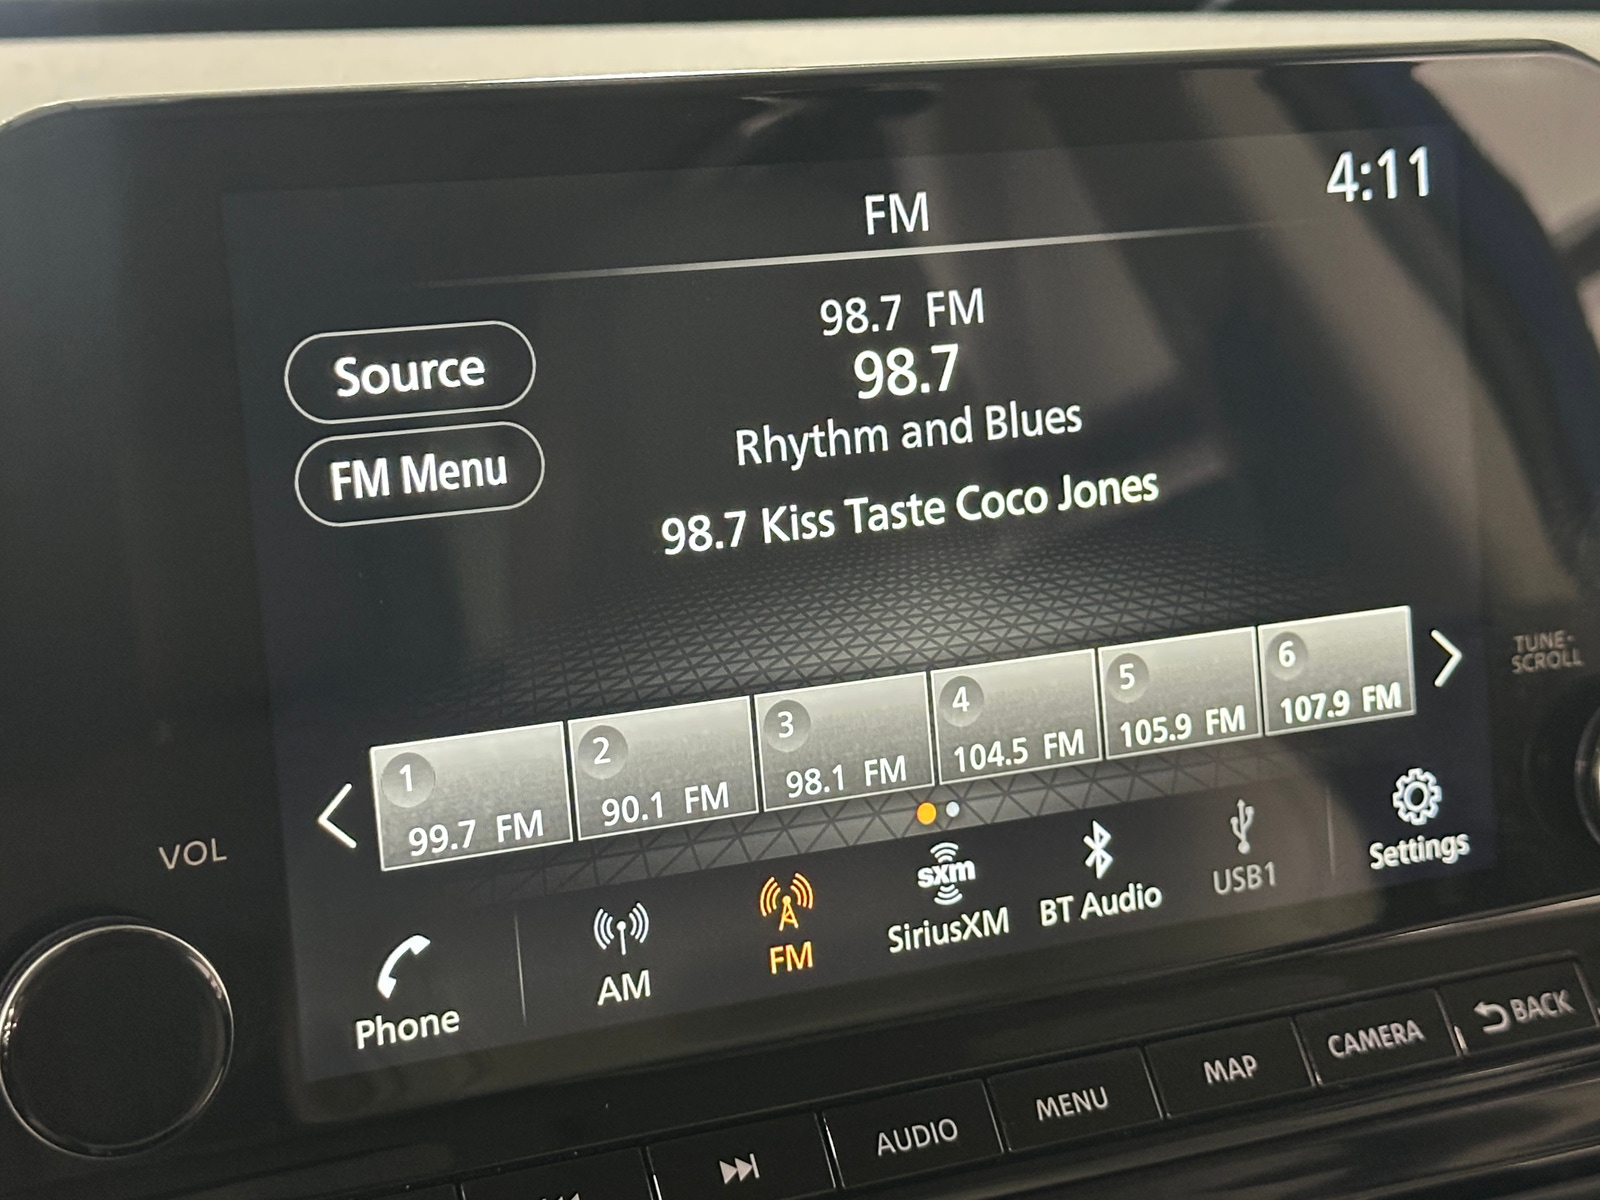 4:11
FM
98.7 FM
98.7
Rhythm and Blues
98.7 Kiss Taste Coco Jones
Source
FM Menu
1
99.7 FM
2
90.1 FM
3
98.1 FM
4
104.5 FM
5
105.9 FM
6
107.9 FM
TUNE-
SCROLL
VOL
Phone
AM
FM
sxm
SiriusXM
BT Audio
USB1
Settings
AUDIO
MENU
MAP
CAMERA
BACK